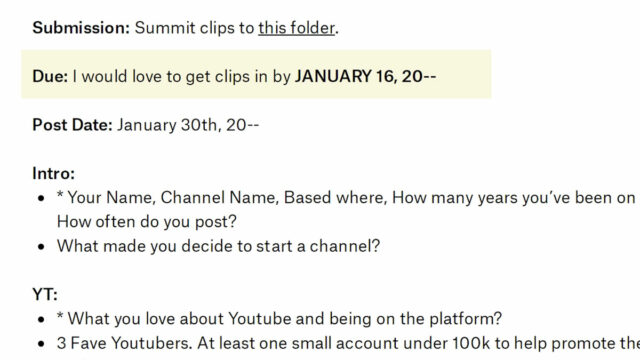 Submission: Summit clips to this folder.
Due: I would love to get clips in by JANUARY 16, 20--
Post Date: January 30th, 20--
Intro:
• * Your Name, Channel Name, Based where, How many years you’ve been on
How often do you post?
• What made you decide to start a channel?
YT:
• * What you love about Youtube and being on the platform?
• 3 Fave Youtubers. At least one small account under 100k to help promote the